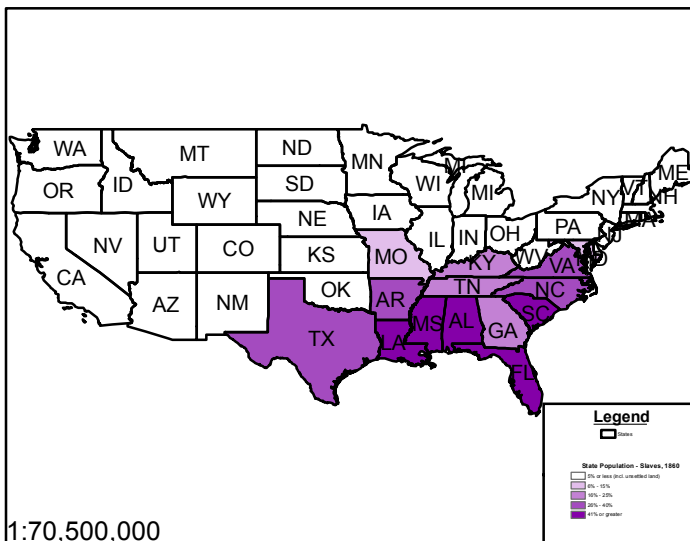 WA
MT
ND
MN
ME
OR
ID
SD
WI
MI
MI
VT
NH
NY
WY
MA
NE
IA
PA
NV
UT
CO
IL
IN
OH
NJ
CA
KS
MO
WV
VA
KY
AZ
NM
OK
AR
TN
NC
TX
LA
MS
AL
GA
SC
FL
Legend
States
State Population - Slaves, 1860
5% or less (incl. unsettled land)
6% - 15%
16% - 25%
26% - 40%
41% or greater
1:70,500,000